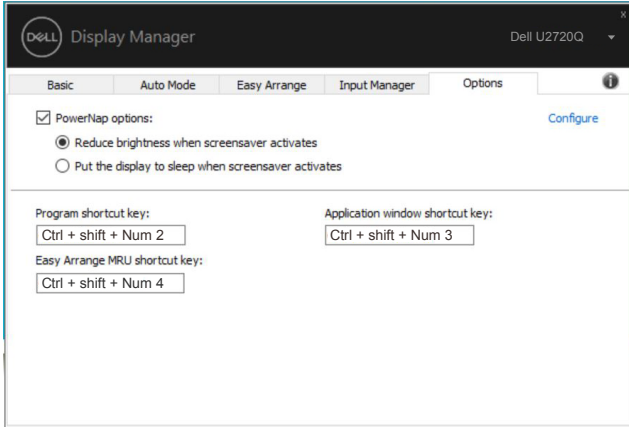 x
DELL Display Manager Dell U2720Q
Basic Auto Mode Easy Arrange Input Manager Options
PowerNap options: Configure
Reduce brightness when screensaver activates
Put the display to sleep when screensaver activates
Program shortcut key: Application window shortcut key:
Ctrl + shift + Num 2 Ctrl + shift + Num 3
Easy Arrange MRU shortcut key:
Ctrl + shift + Num 4